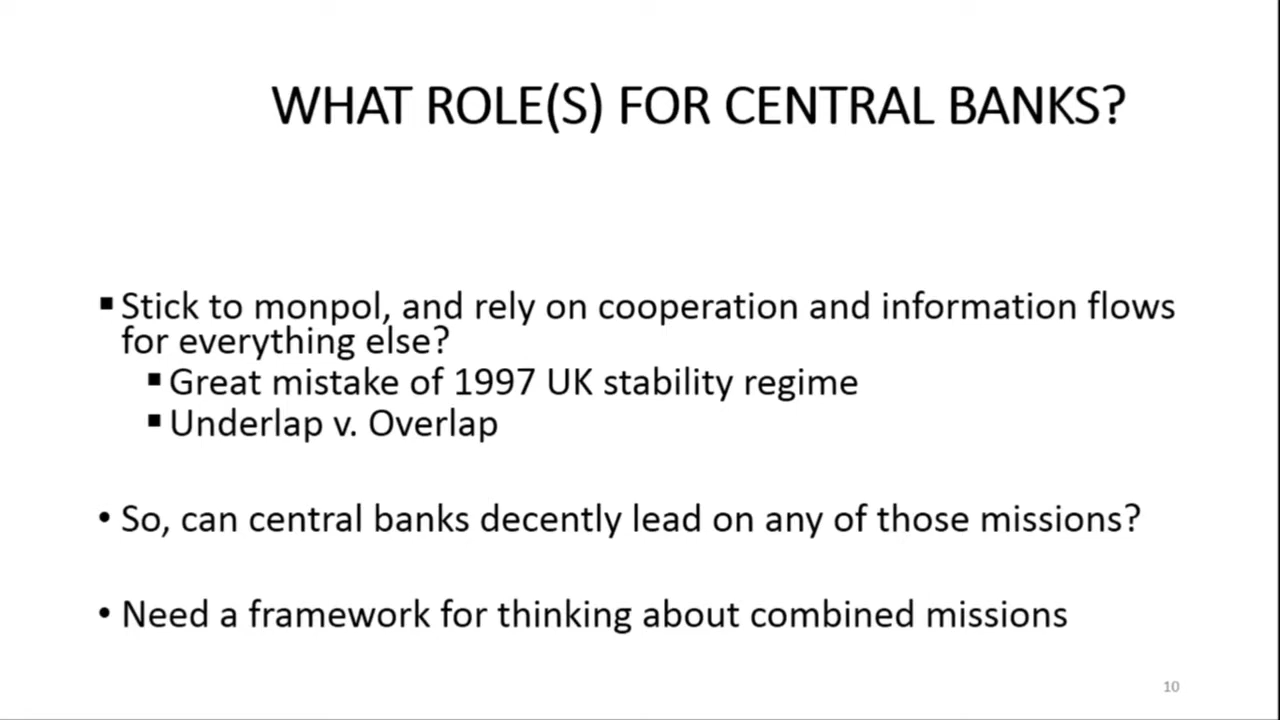 WHAT ROLE(S) FOR CENTRAL BANKS?
▪ Stick to monpol, and rely on cooperation and information flows
for everything else?
▪ Great mistake of 1997 UK stability regime
▪ Underlap v. Overlap
• So, can central banks decently lead on any of those missions?
• Need a framework for thinking about combined missions
10